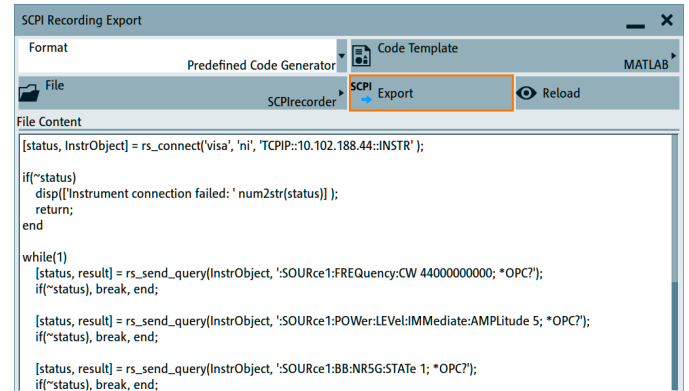 SCPI Recording Export
Format
Predefined Code Generator
Code Template
MATLAB
File
SCPIrecorder
SCPI
Export
Reload
File Content
[status, InstrObject] = rs_connect('visa', 'ni', 'TCPIP::10.102.188.44::INSTR' );
if(~status)
disp(['Instrument connection failed: ' num2str(status)] );
return;
end
while(1)
[status, result] = rs_send_query(InstrObject, ':SOURce1:FREQuency:CW 44000000000; *OPC?');
if(~status), break, end;
[status, result] = rs_send_query(InstrObject, ':SOURce1:POWer:LEVel:IMMediate:AMPLitude 5; *OPC?');
if(~status), break, end;
[status, result] = rs_send_query(InstrObject, ':SOURce1:BB:NR5G:STATe 1; *OPC?');
if(~status), break, end;